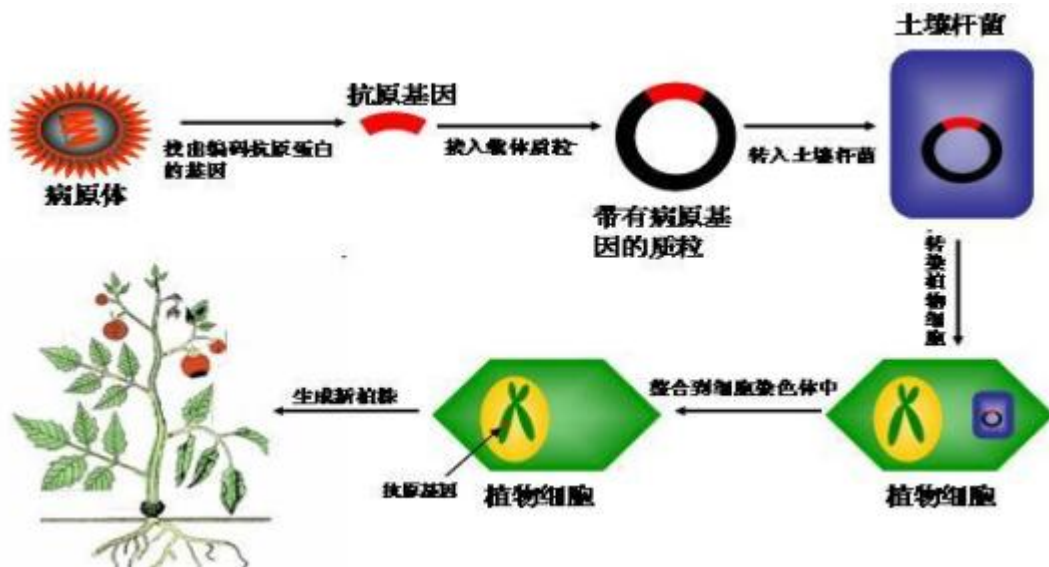 土壤杆菌
抗原基因
找出编码抗原蛋白
的基因
接入载体质粒
转入土壤杆菌
病原体
带有病原基
因的质粒
转染植物细胞
生成新植株
整合到细胞染色体中
抗原基因
植物细胞
植物细胞